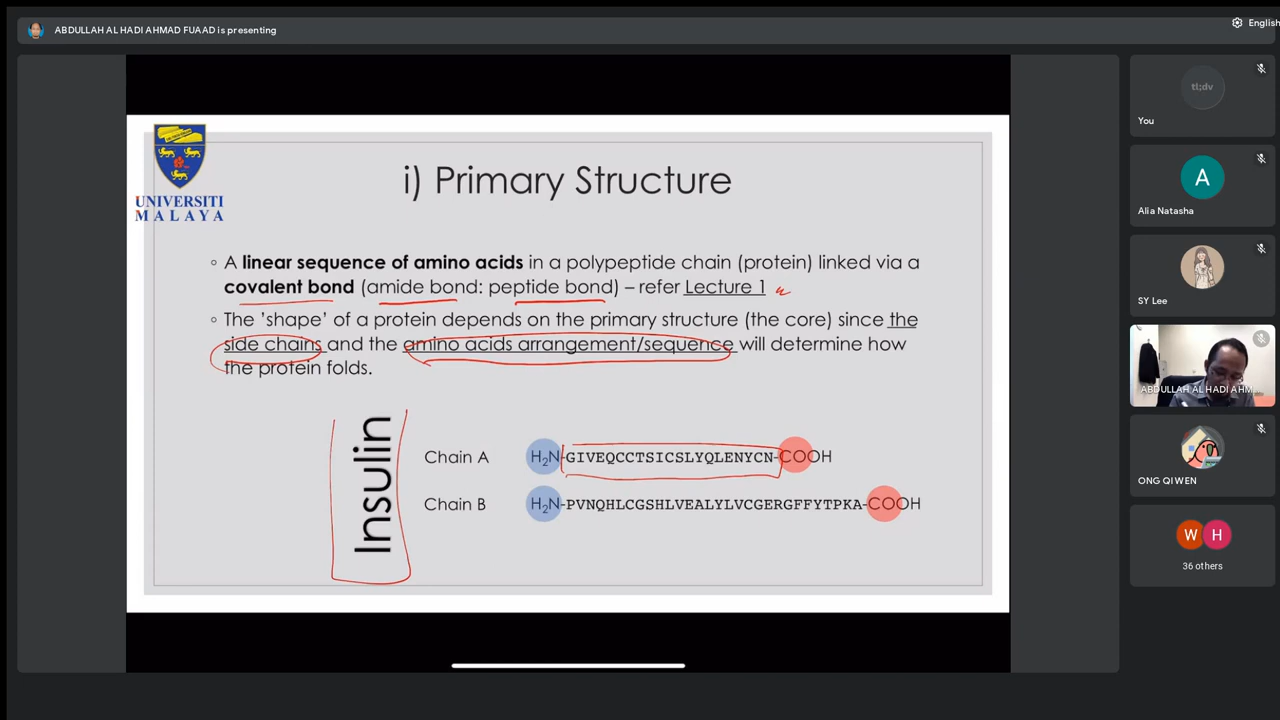 ABDULLAH AL HADI AHMAD FUAAD is presenting
English
UNIVERSITI
MALAYA
i) Primary Structure
A linear sequence of amino acids in a polypeptide chain (protein) linked via a
covalent bond (amide bond: peptide bond) – refer Lecture 1
The 'shape' of a protein depends on the primary structure (the core) since the
side chains and the amino acids arrangement/sequence will determine how
the protein folds.
Insulin
Chain A H2N-GIVEQCCTSICSLYQLENYCN-COOH
Chain B H2N-PVNQHLCGSHLVEALYLVCGERGFFYTPKA-COOH
tl;dv
You
A
Alia Natasha
SY Lee
ABDULLAH AL HADI AHM
ONG QI WEN
W H
36 others